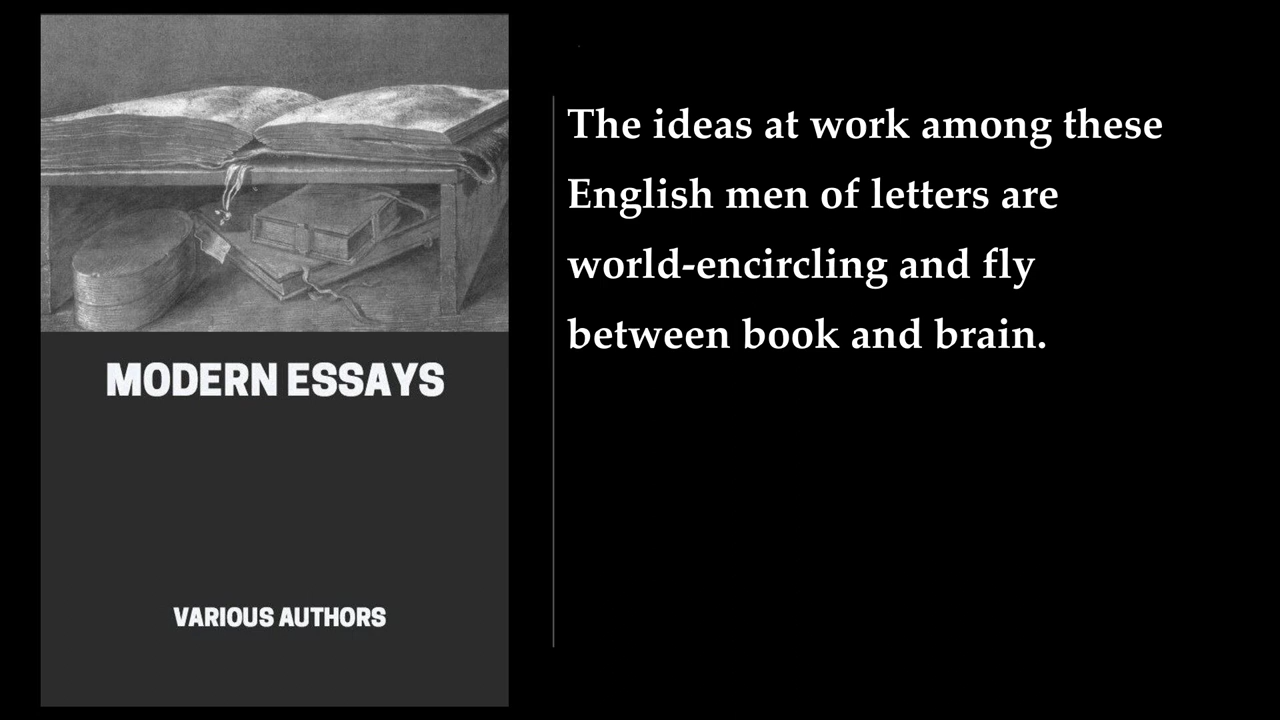 MODERN ESSAYS
VARIOUS AUTHORS
The ideas at work among these
English men of letters are
world-encircling and fly
between book and brain.